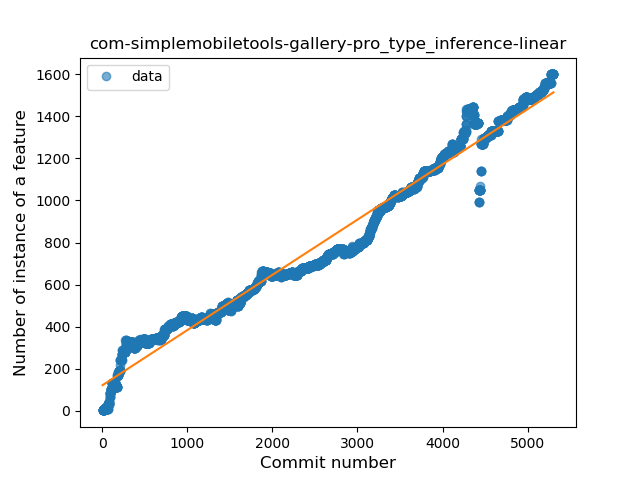 com-simplemobiletools-gallery-pro_type_inference-linear
data
Number of instance of a feature
1600
1400
1200
1000
800
600
400
200
0
0 1000 2000 3000 4000 5000
Commit number